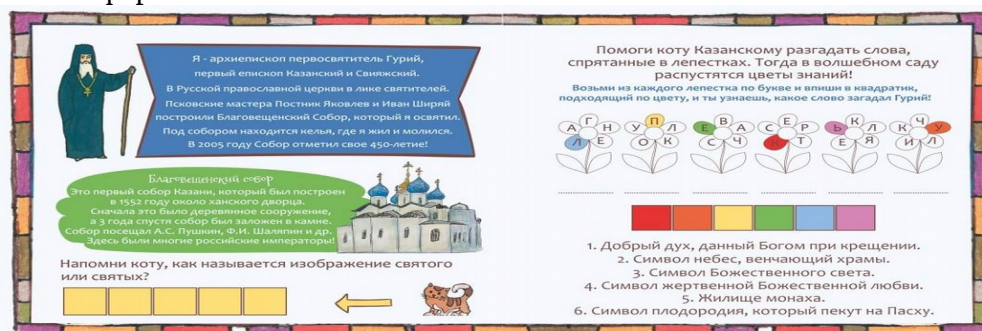 Я - архиепископ первосвятитель Гурий,
первый епископ Казанский и Свияжский.
В Русской православной церкви в лике святителей.
Псковские мастера Постник Яковлев и Иван Ширяй
построили Благовещенский Собор, который я освятил.
Под собором находится келья, где я жил и молился.
В 2005 году Собор отметил свое 450-летие!
Благовещенский собор
Это первый собор Казани, который был построен
в 1552 году около ханского дворца.
Сначала это было деревянное сооружение,
а 3 года спустя собор был заложен в камне.
Собор посещал А.С. Пушкин, Ф.И. Шаляпин и др.
Здесь были многие российские императоры!
Напомни коту, как называется изображение святого
или святых?
Помоги коту Казанскому разгадать слова,
спрятанные в лепестках. Тогда в волшебном саду
распустятся цветы знаний!
Возьми из каждого лепестка по букве и впиши в квадратик,
подходящий по цвету, и ты узнаешь, какое слово загадал Гурий!
А Г Н Л Е
У П Л О К
Е В А С Ч
С Е Р К Т
Ь К Л Е Я
К Ч У И Л
1. Добрый дух, данный Богом при крещении.
2. Символ небес, венчающий храмы.
3. Символ Божественного света.
4. Символ жертвенной Божественной любви.
5. Жилище монаха.
6. Символ плодородия, который пекут на Пасху.